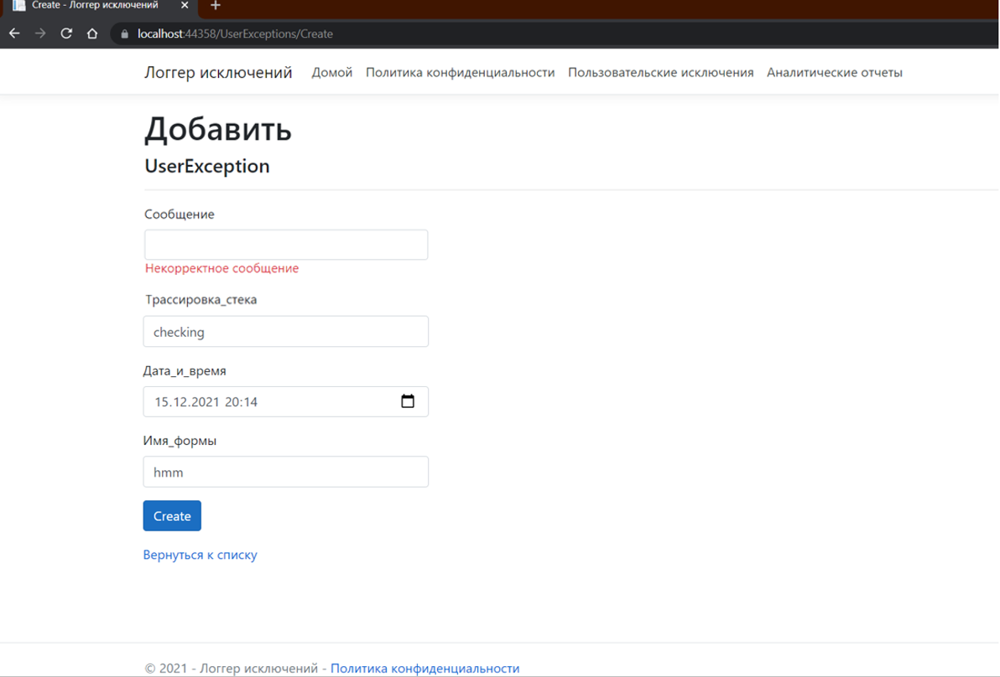 Create - Логгер исключений
localhost:44358/UserExceptions/Create
Логгер исключений Домой Политика конфиденциальности Пользовательские исключения Аналитические отчеты
Добавить
UserException
Сообщение
Некорректное сообщение
Трассировка_стека
checking
Дата_и_время
15.12.2021 20:14
Имя_формы
hmm
Create
Вернуться к списку
© 2021 - Логгер исключений - Политика конфиденциальности